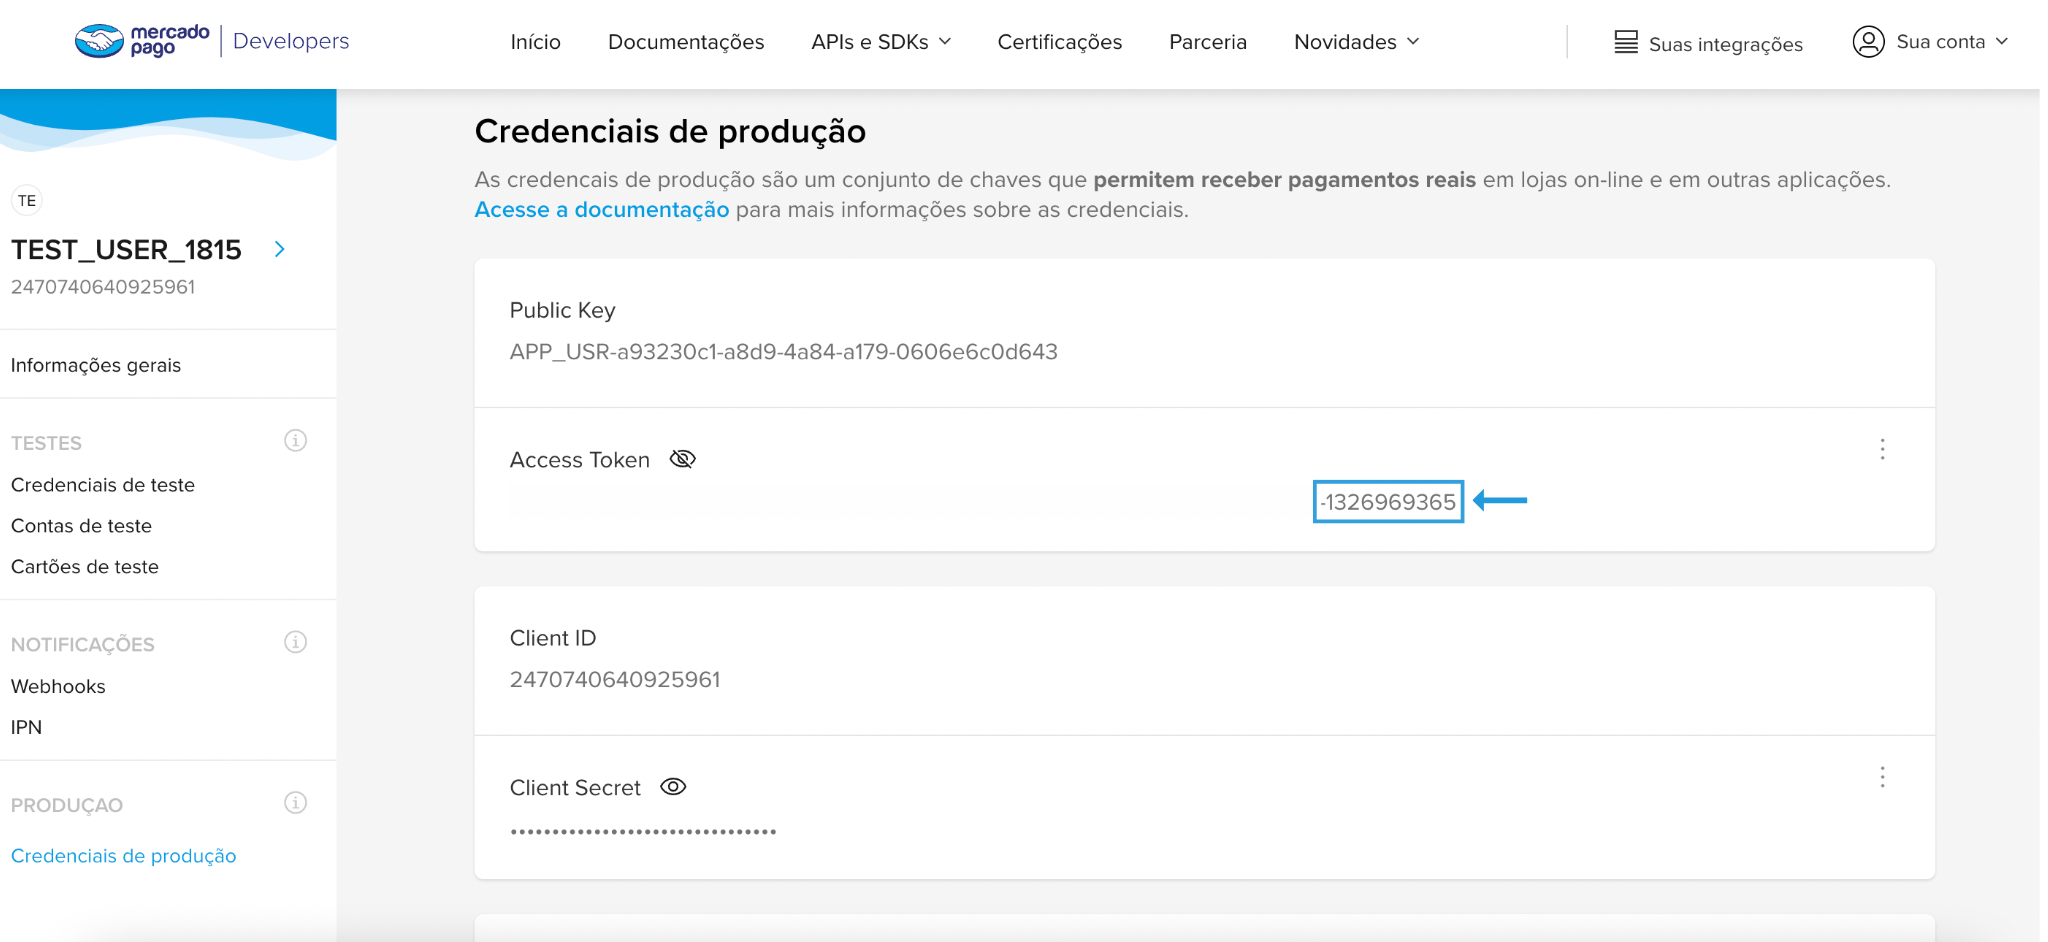 mercado pago | Developers
Início
Documentações
APIs e SDKs
Certificações
Parceria
Novidades
Suas integrações
Sua conta
TE
TEST_USER_1815
2470740640925961
Informações gerais
TESTES
Credenciais de teste
Contas de teste
Cartões de teste
NOTIFICAÇÕES
Webhooks
IPN
PRODUÇAO
Credenciais de produção
Credenciais de produção
As credencais de produção são um conjunto de chaves que permitem receber pagamentos reais em lojas on-line e em outras aplicações.
Acesse a documentação para mais informações sobre as credenciais.
Public Key
APP_USR-a93230c1-a8d9-4a84-a179-0606e6c0d643
Access Token
-1326969365
Client ID
2470740640925961
Client Secret